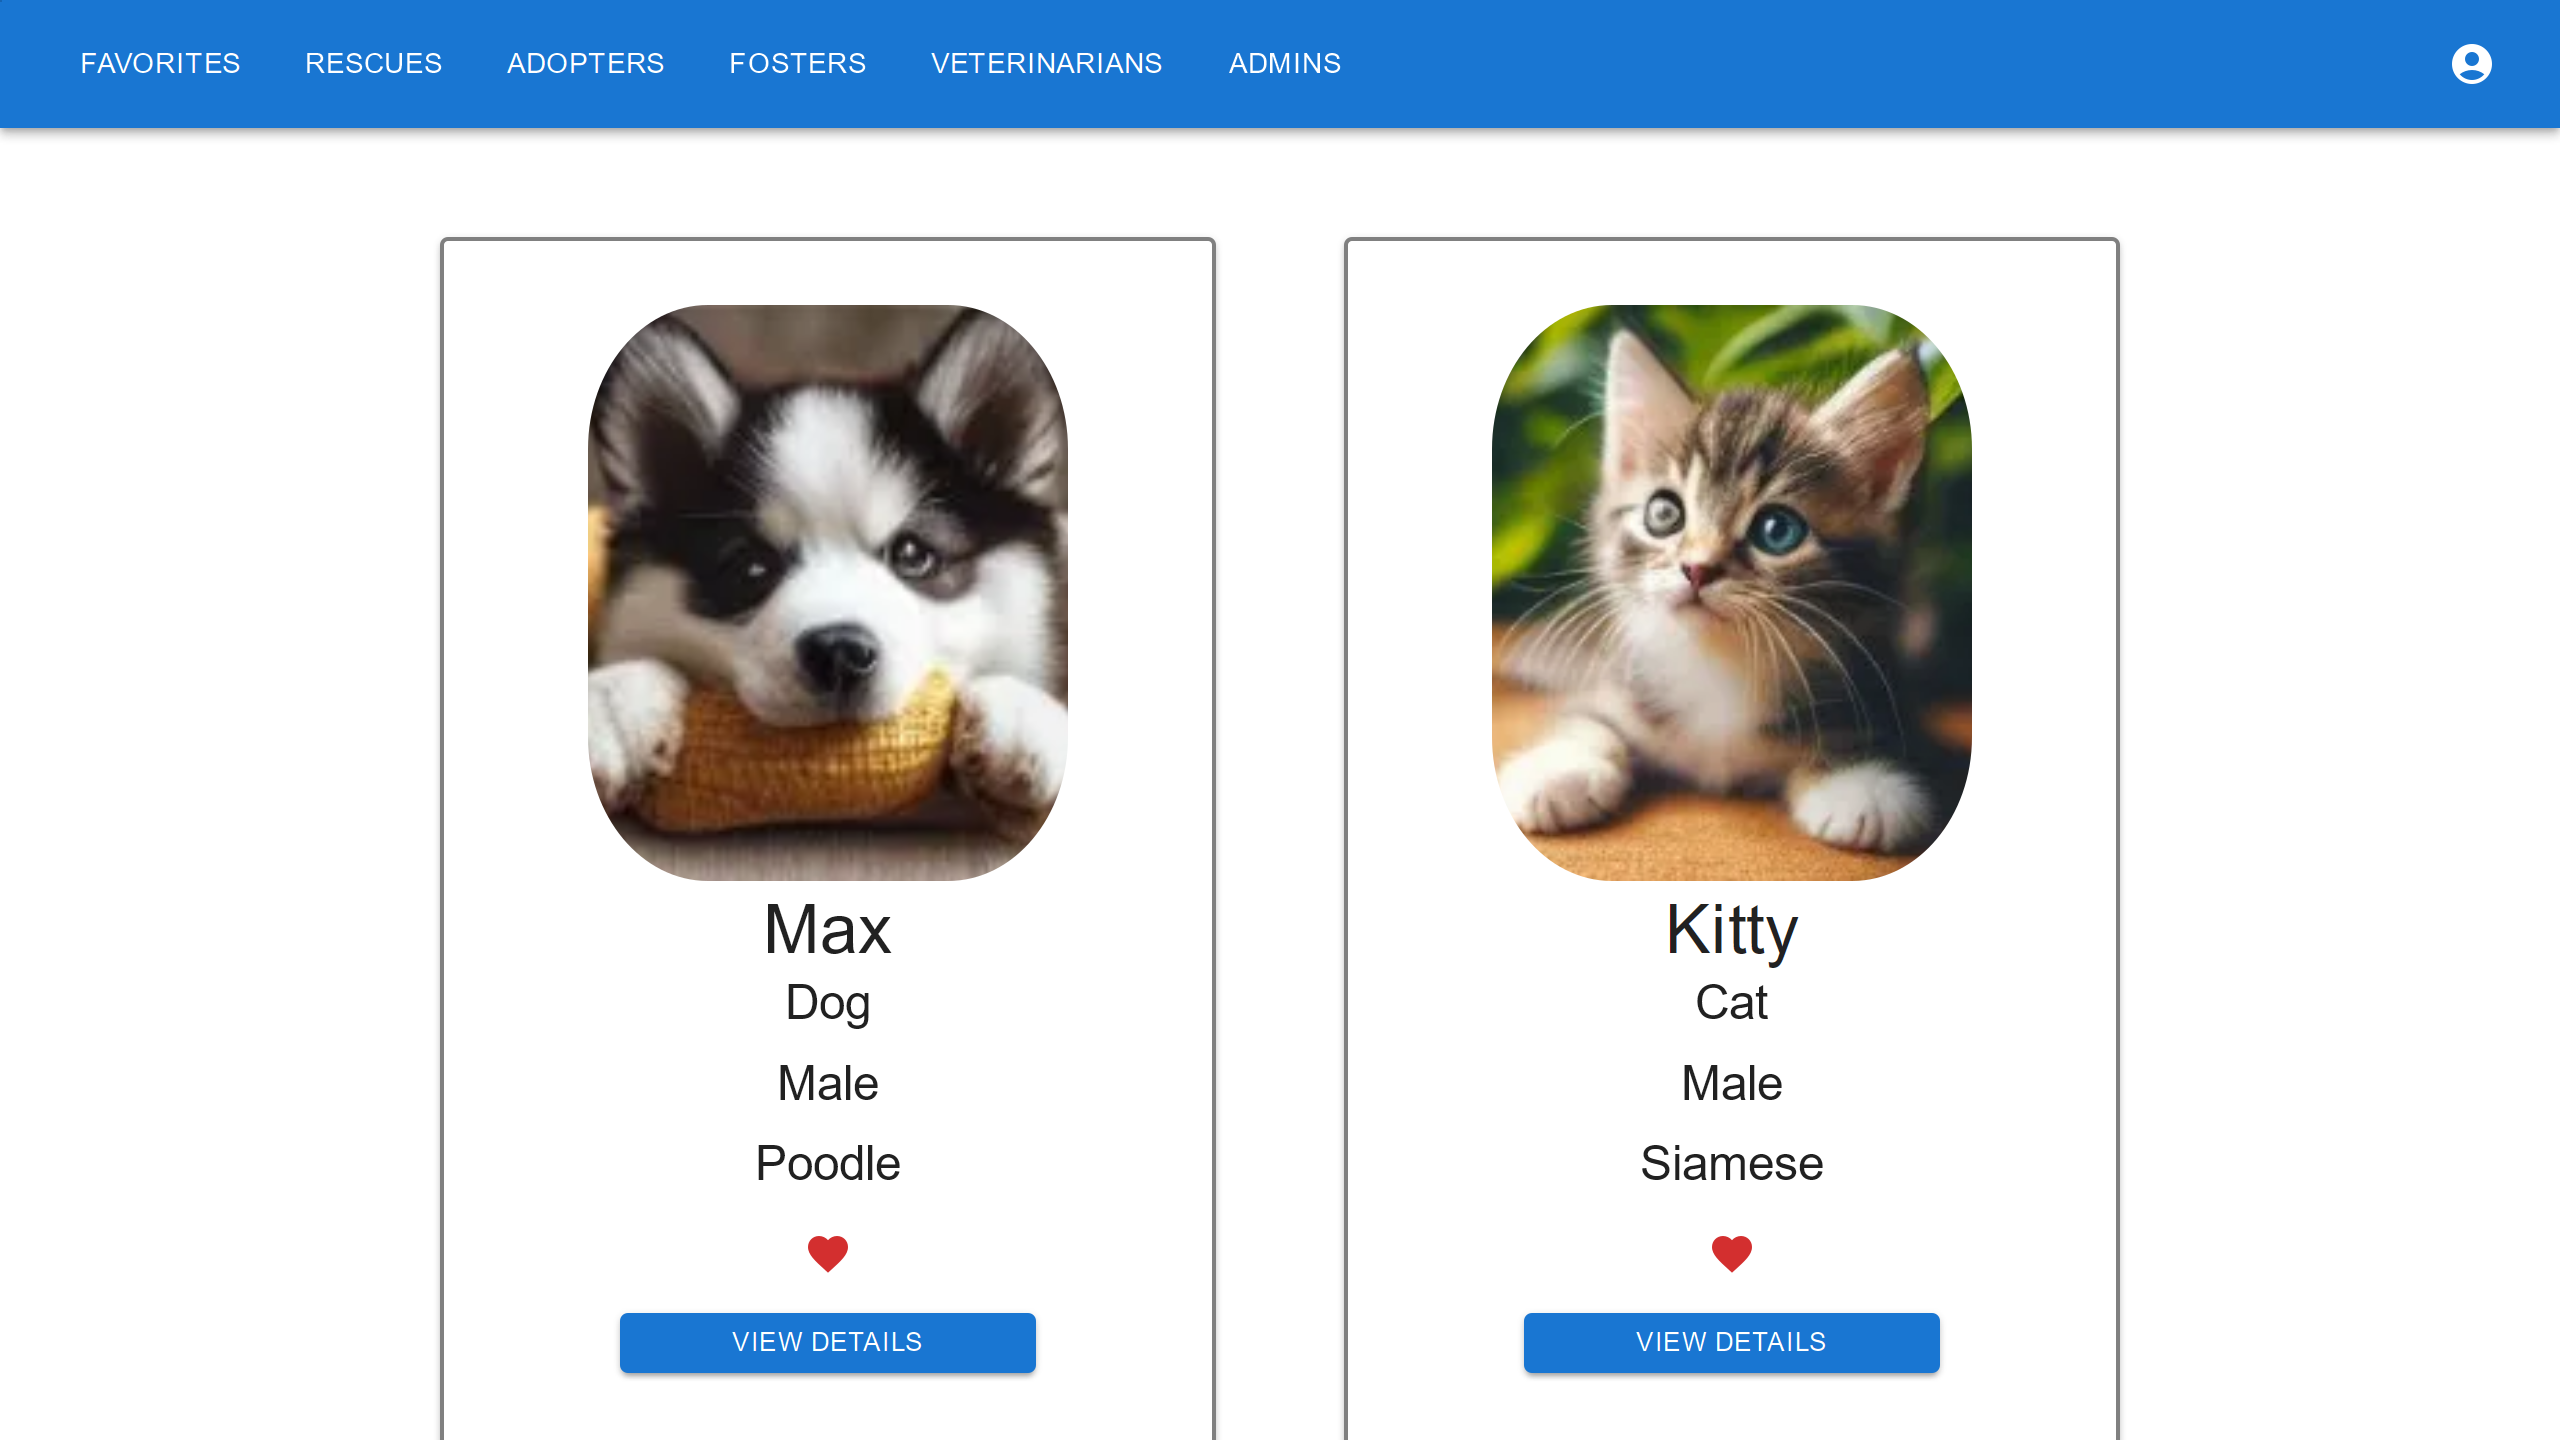 FAVORITES RESCUES ADOPTERS FOSTERS VETERINARIANS ADMINS
Max
Dog
Male
Poodle
VIEW DETAILS
Kitty
Cat
Male
Siamese
VIEW DETAILS